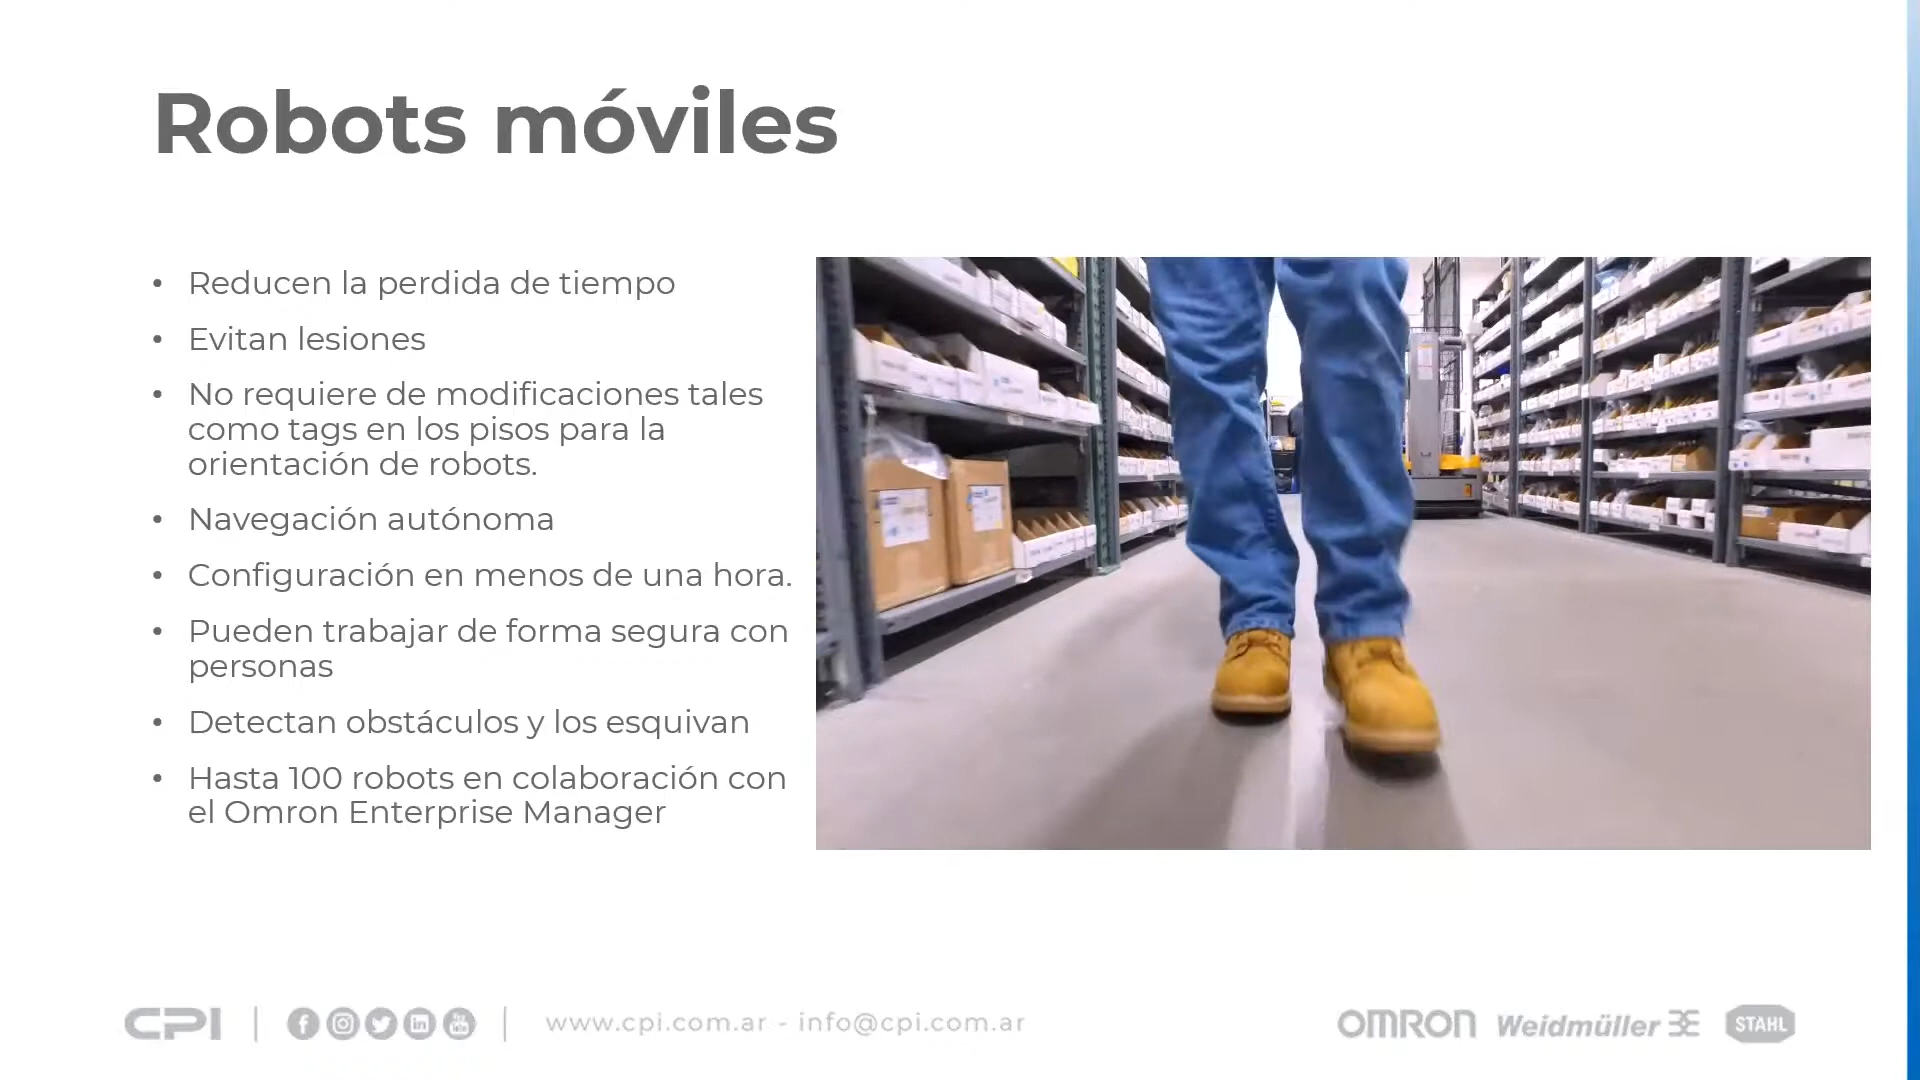 Robots móviles
• Reducen la perdida de tiempo
• Evitan lesiones
• No requiere de modificaciones tales
como tags en los pisos para la
orientación de robots.
• Navegación autónoma
• Configuración en menos de una hora.
• Pueden trabajar de forma segura con
personas
• Detectan obstáculos y los esquivan
• Hasta 100 robots en colaboración con
el Omron Enterprise Manager
CPI | | www.cpi.com.ar - info@cpi.com.ar OMRON Weidmüller STAHL